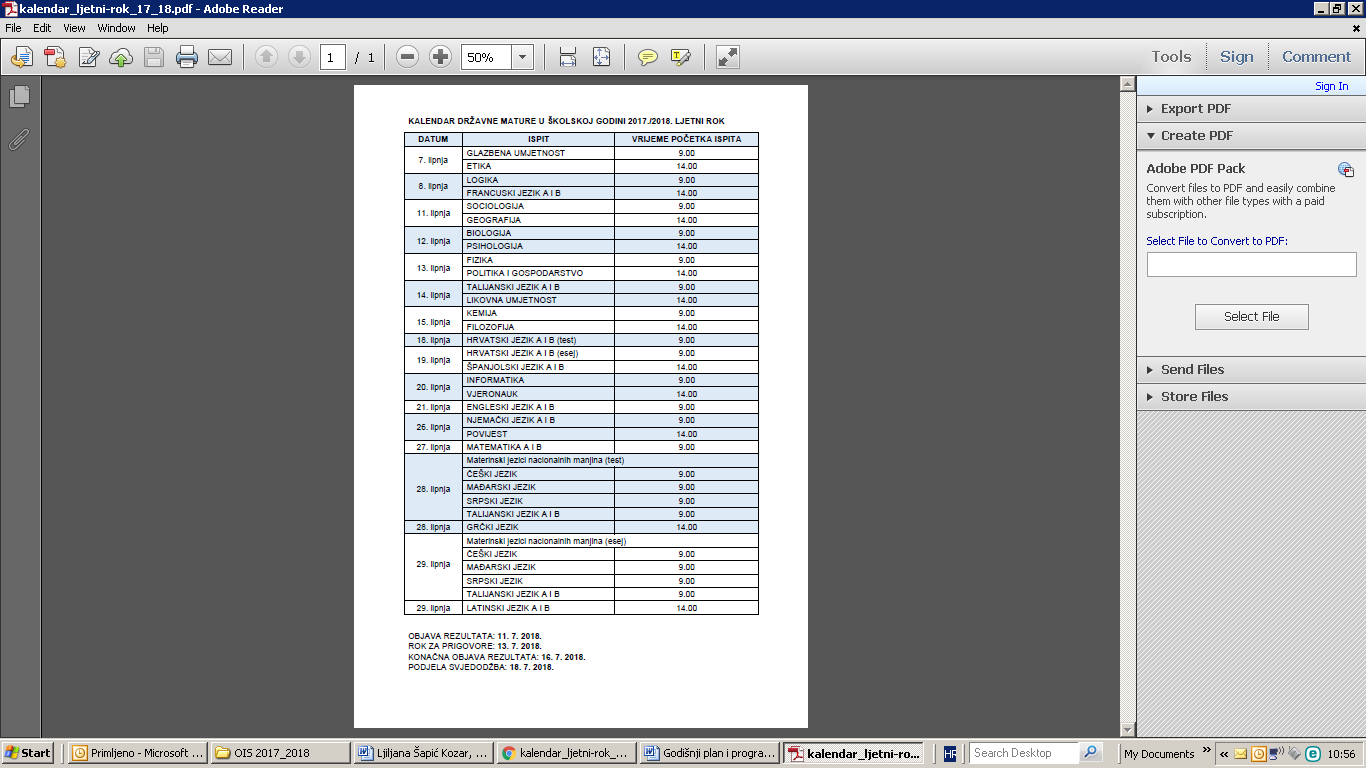 kalendar_ljetni-rok_17_18.pdf - Adobe Reader
File Edit View Window Help
1 / 1 50% Tools Sign Comment
Sign In
Export PDF
Create PDF
Adobe PDF Pack
Convert files to PDF and easily combine
them with other file types with a paid
subscription.
Select File to Convert to PDF:
Select File
Send Files
Store Files
KALENDAR DRŽAVNE MATURE U ŠKOLSKOJ GODINI 2017./2018. LJETNI ROK
DATUM ISPIT VRIJEME POČETKA ISPITA
7. lipnja
GLAZBENA UMJETNOST 9.00
ETIKA 14.00
8. lipnja
LOGIKA 9.00
FRANCUSKI JEZIK A I B 14.00
11. lipnja
SOCIOLOGIJA 9.00
GEOGRAFIJA 14.00
12. lipnja
BIOLOGIJA 9.00
PSIHOLOGIJA 14.00
13. lipnja
FIZIKA 9.00
POLITIKA I GOSPODARSTVO 14.00
14. lipnja
TALIJANSKI JEZIK A I B 9.00
LIKOVNA UMJETNOST 14.00
15. lipnja
KEMIJA 9.00
FILOZOFIJA 14.00
18. lipnja HRVATSKI JEZIK A I B (test) 9.00
19. lipnja
HRVATSKI JEZIK A I B (esej) 9.00
ŠPANJOLSKI JEZIK A I B 14.00
20. lipnja
INFORMATIKA 9.00
VJERONAUK 14.00
21. lipnja ENGLESKI JEZIK A I B 9.00
26. lipnja
NJEMAČKI JEZIK A I B 9.00
POVIJEST 14.00
27. lipnja MATEMATIKA A I B 9.00
28. lipnja
Materinski jezici nacionalnih manjina (test)
ČEŠKI JEZIK 9.00
MAĐARSKI JEZIK 9.00
SRPSKI JEZIK 9.00
TALIJANSKI JEZIK A I B 9.00
28. lipnja GRČKI JEZIK 14.00
29. lipnja
Materinski jezici nacionalnih manjina (esej)
ČEŠKI JEZIK 9.00
MAĐARSKI JEZIK 9.00
SRPSKI JEZIK 9.00
TALIJANSKI JEZIK A I B 9.00
29. lipnja LATINSKI JEZIK A I B 14.00
OBJAVA REZULTATA: 11. 7. 2018.
ROK ZA PRIGOVORE: 13. 7. 2018.
KONAČNA OBJAVA REZULTATA: 16. 7. 2018.
PODJELA SVJEDODŽBA: 18. 7. 2018.
Start Primljeno - Microsoft ... OIS 2017_2018 Ljiljana Šapić Kozar, ... kalendar_ljetni-rok_... Godišnji plan i progra... kalendar_ljetni-ro... HR Search Desktop My Documents » « 10:56